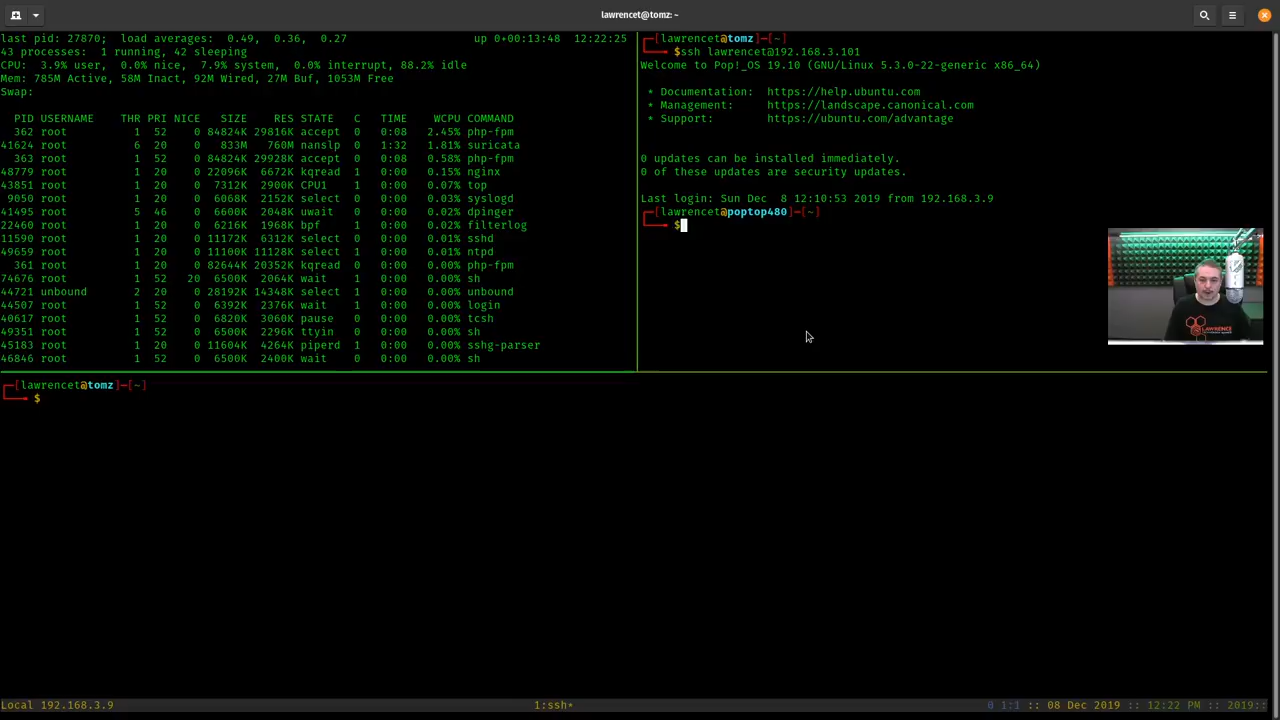 lawrencet@tomz: ~
last pid: 27870;  load averages:  0.49,  0.36,  0.27    up 0+00:13:48  12:22:25
43 processes:  1 running, 42 sleeping
CPU:  3.9% user,  0.0% nice,  7.9% system,  0.0% interrupt, 88.2% idle
Mem: 785M Active, 58M Inact, 92M Wired, 27M Buf, 1053M Free
Swap:
PID USERNAME    THR PRI NICE   SIZE    RES STATE   C   TIME    WCPU COMMAND
362 root          1  52    0 84824K 29816K accept  0   0:08   2.45% php-fpm
41624 root          6  20    0   833M   760M nanslp  0   1:32   1.81% suricata
363 root          1  52    0 84824K 29928K accept  0   0:08   0.58% php-fpm
48779 root          1  20    0 22096K  6672K kqread  1   0:00   0.15% nginx
43851 root          1  20    0  7312K  2900K CPU1    1   0:00   0.07% top
9050 root          1  20    0  6068K  2152K select  0   0:00   0.03% syslogd
41495 root          5  46    0  6600K  2048K uwait   0   0:00   0.02% dpinger
22460 root          1  20    0  6216K  1968K bpf     1   0:00   0.02% filterlog
11590 root          1  20    0 11172K  6312K select  0   0:00   0.01% sshd
49659 root          1  20    0 11100K 11128K select  0   0:00   0.01% ntpd
361 root          1  20    0 82644K 20352K kqread  0   0:00   0.00% php-fpm
74676 root          1  52   20  6500K  2064K wait    1   0:00   0.00% sh
44721 unbound       2  20    0 28192K 14348K select  1   0:00   0.00% unbound
44507 root          1  52    0  6392K  2376K wait    1   0:00   0.00% login
40617 root          1  52    0  6820K  3060K pause   0   0:00   0.00% tcsh
49351 root          1  52    0  6500K  2296K ttyin   0   0:00   0.00% sh
45183 root          1  20    0 11604K  4264K piperd  1   0:00   0.00% sshg-parser
46846 root          1  52    0  6500K  2400K wait    0   0:00   0.00% sh
[lawrencet@tomz]-[~]
$ssh lawrencet@192.168.3.101
Welcome to Pop!_OS 19.10 (GNU/Linux 5.3.0-22-generic x86_64)
* Documentation:  https://help.ubuntu.com
* Management:     https://landscape.canonical.com
* Support:        https://ubuntu.com/advantage
0 updates can be installed immediately.
0 of these updates are security updates.
Last login: Sun Dec  8 12:10:53 2019 from 192.168.3.9
[lawrencet@poptop480]-[~]
$
LAWRENCE
[lawrencet@tomz]-[~]
$
Local 192.168.3.9    1:ssh*    0 1:1 :: 08 Dec 2019 :: 12:22 PM :: 2019::